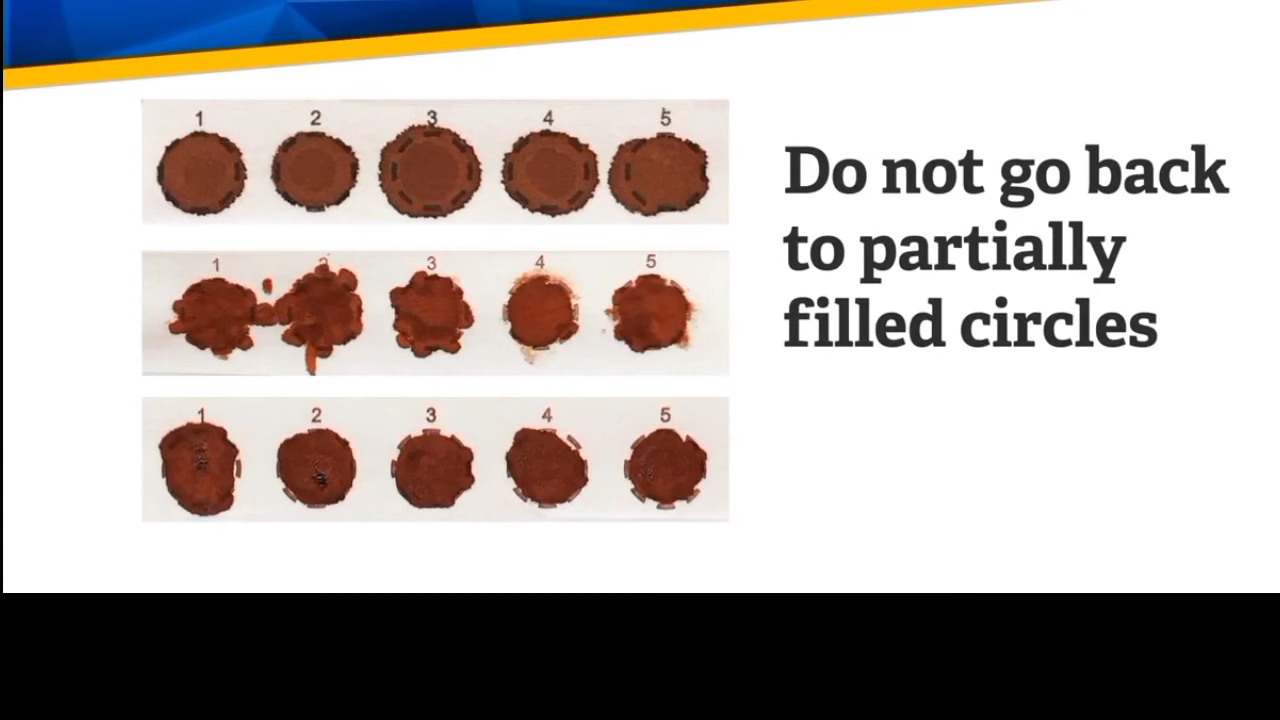 1 2 3 4 5
1 2 3 4 5
1 2 3 4 5
Do not go back
to partially
filled circles